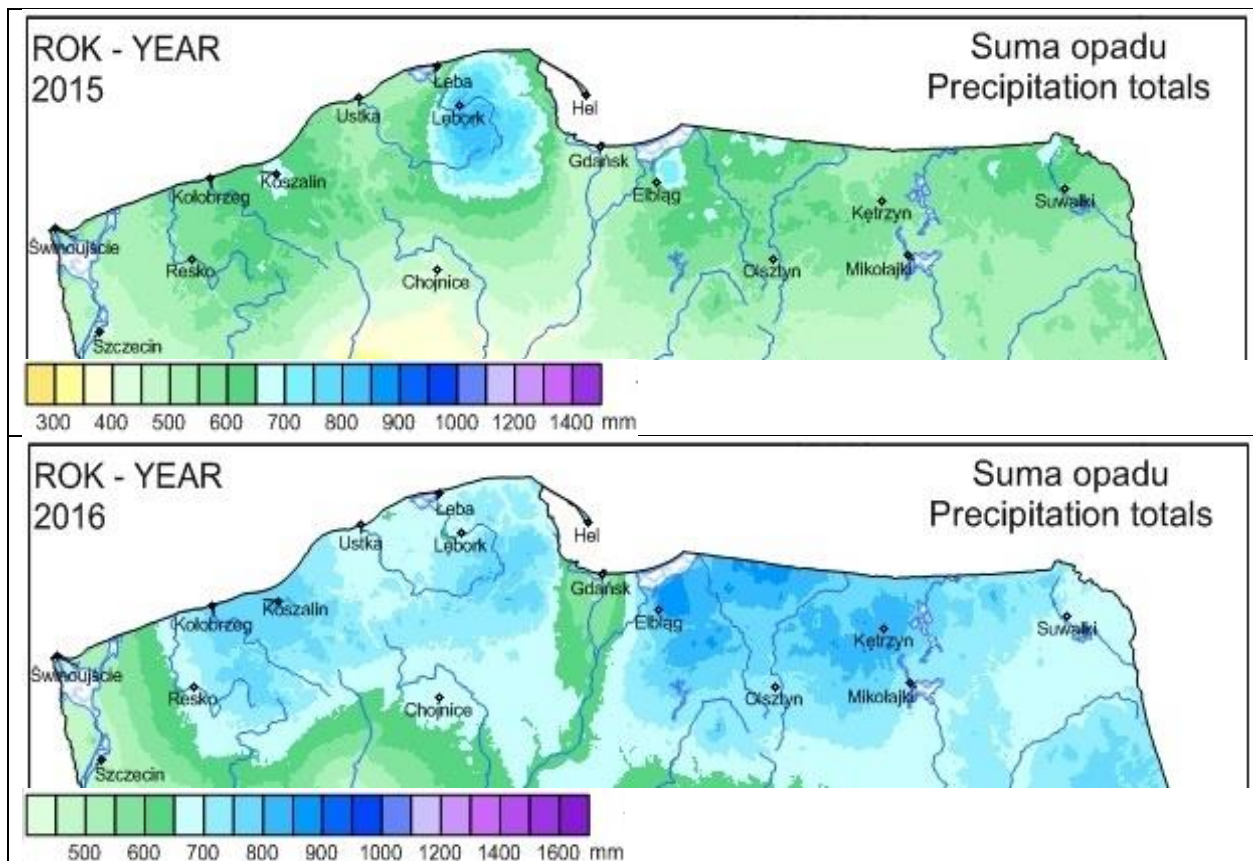 ROK - YEAR
2015
Suma opadu
Precipitation totals
Łeba
Ustka
Lębork
Hel
Gdańsk
Koszalin
Kołobrzeg
Elbląg
Suwałki
Kętrzyn
Świnoujście
Resko
Chojnice
Olsztyn
Mikołajki
Szczecin
300 400 500 600 700 800 900 1000 1200 1400 mm
ROK - YEAR
2016
Suma opadu
Precipitation totals
Łeba
Ustka
Lębork
Hel
Gdańsk
Koszalin
Kołobrzeg
Elbląg
Suwałki
Kętrzyn
Świnoujście
Resko
Chojnice
Olsztyn
Mikołajki
Szczecin
500 600 700 800 900 1000 1200 1400 1600 mm